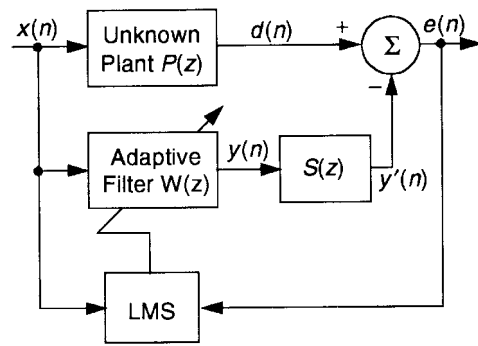 x(n)
Unknown
Plant P(z)
d(n)
+
Σ
e(n)
−
Adaptive
Filter W(z)
y(n)
S(z)
y'(n)
LMS